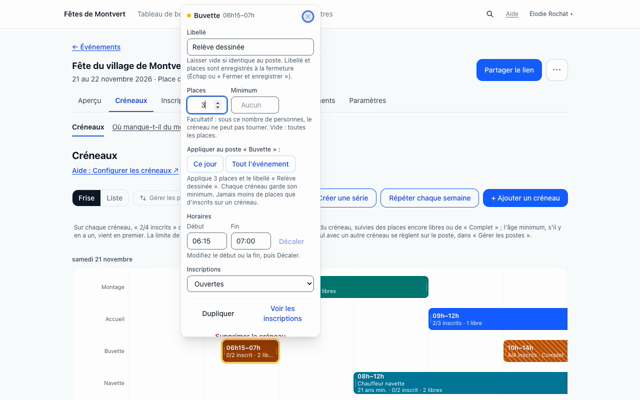 Fêtes de Montvert
Tableau de bo
tres
Aide
Élodie Rochat
← Événements
Fête du village de Montve
21 au 22 novembre 2026 · Place d
Partager le lien
Aperçu
Créneaux
Inscrip
ments
Paramètres
Créneaux
Où manque-t-il du m
Créneaux
Aide : Configurer les créneaux ↗
Frise
Liste
Gérer les p
Créer une série
Répéter chaque semaine
+ Ajouter un créneau
Sur chaque créneau, « 2/4 inscrits »
du créneau, suivies des places encore libres ou de « Complet » ; l'âge minimum, s'il y
en a un, vient en premier. La limite de
ul avec un autre créneau se règlent sur le poste, dans « Gérer les postes ».
samedi 21 novembre
Montage
libres
Accueil
09h–12h
2/3 inscrits · 1 libre
Buvette
06h15–07h
0/2 inscrit · 2 lib…
10h–14h
4/4 inscrits · Complet
Navette
08h–12h
Chauffeur navette
21 ans min. · 0/2 inscrit · 2 libres
Buvette 06h15–07h
Libellé
Relève dessinée
Laisser vide si identique au poste. Libellé et
places sont enregistrés à la fermeture
(Échap ou « Fermer et enregistrer »).
Places
Minimum
3
Aucun
Facultatif : sous ce nombre de personnes, le
créneau ne peut pas tourner. Vide : toutes
les places.
Appliquer au poste « Buvette » :
Ce jour
Tout l'événement
Applique 3 places et le libellé « Relève
dessinée ». Chaque créneau garde son
minimum. Jamais moins de places que
d'inscrits sur un créneau.
Horaires
Début
Fin
06:15
07:00
Décaler
Modifiez le début ou la fin, puis Décaler.
Inscriptions
Ouvertes
Dupliquer
Voir les
inscriptions
Supprimer le créneau